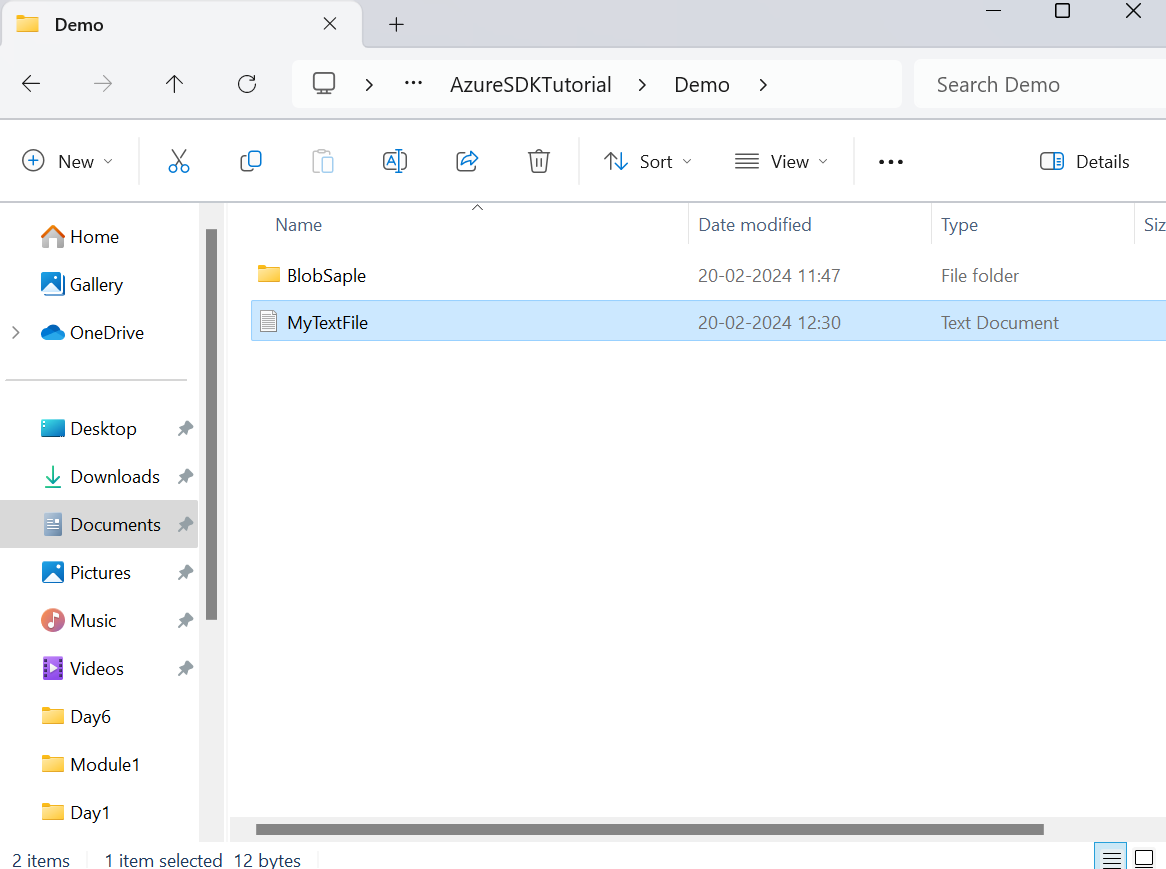 Demo
AzureSDKTutorial Demo
Search Demo
New
Sort
View
Details
Home
Gallery
OneDrive
Desktop
Downloads
Documents
Pictures
Music
Videos
Day6
Module1
Day1
Name Date modified Type Siz
BlobSaple 20-02-2024 11:47 File folder
MyTextFile 20-02-2024 12:30 Text Document
2 items 1 item selected 12 bytes